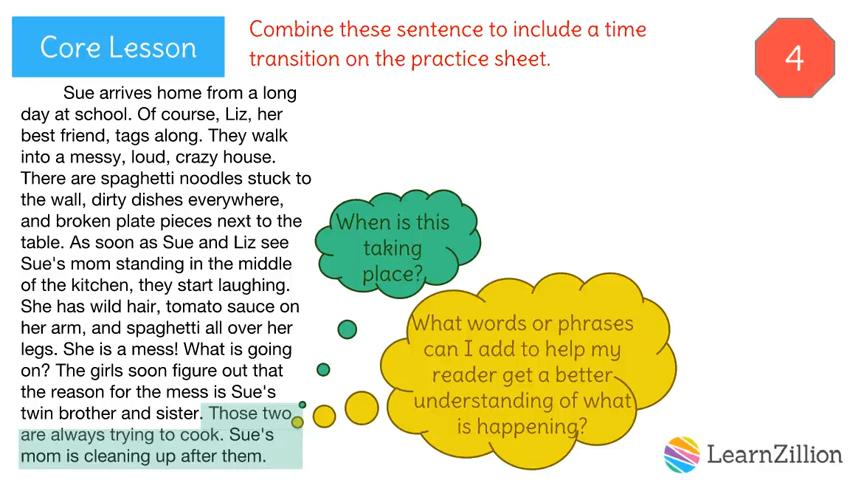 Core Lesson
Combine these sentence to include a time
transition on the practice sheet.
4
Sue arrives home from a long
day at school. Of course, Liz, her
best friend, tags along. They walk
into a messy, loud, crazy house.
There are spaghetti noodles stuck to
the wall, dirty dishes everywhere,
and broken plate pieces next to the
table. As soon as Sue and Liz see
Sue's mom standing in the middle
of the kitchen, they start laughing.
She has wild hair, tomato sauce on
her arm, and spaghetti all over her
legs. She is a mess! What is going
on? The girls soon figure out that
the reason for the mess is Sue's
twin brother and sister. Those two
are always trying to cook. Sue's
mom is cleaning up after them.
When is this
taking
place?
What words or phrases
can I add to help my
reader get a better
understanding of what
is happening?
LearnZillion